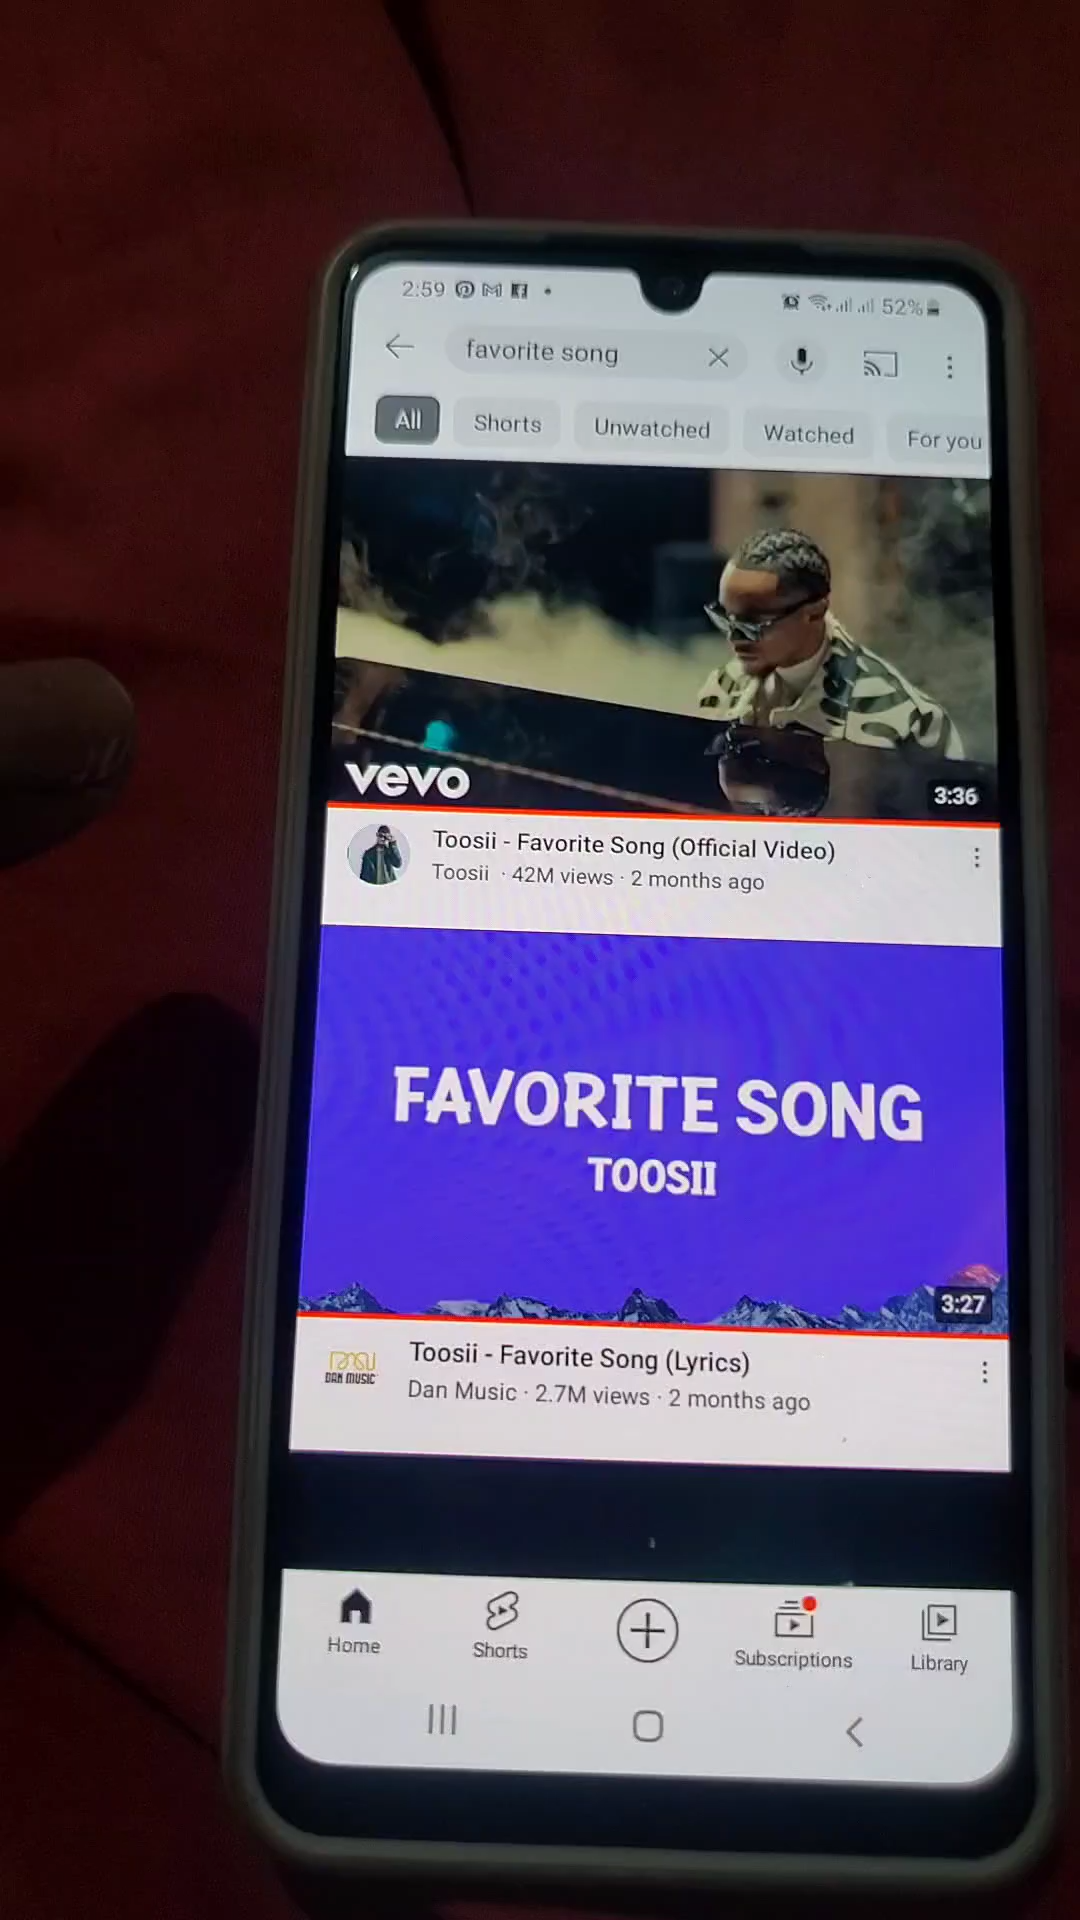 2:59
52%
favorite song
All
Shorts
Unwatched
Watched
For you
vevo
3:36
Toosii - Favorite Song (Official Video)
Toosii · 42M views · 2 months ago
FAVORITE SONG
TOOSII
3:27
DAN MUSIC
Toosii - Favorite Song (Lyrics)
Dan Music · 2.7M views · 2 months ago
Home
Shorts
Subscriptions
Library